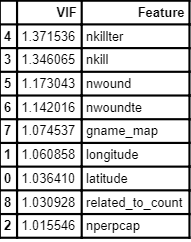 VIF Feature
4 1.371536 nkillter
3 1.346065 nkill
5 1.173043 nwound
6 1.142016 nwoundte
7 1.074537 gname_map
1 1.060858 longitude
0 1.036410 latitude
8 1.030928 related_to_count
2 1.015546 nperpcap